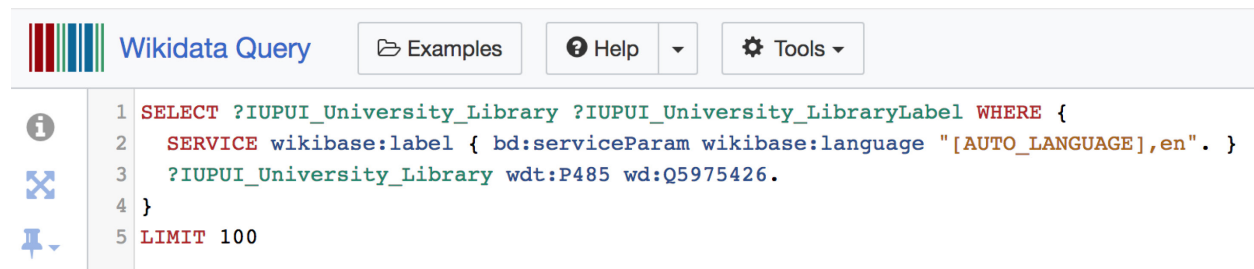 Wikidata Query Examples Help Tools
1 SELECT ?IUPUI_University_Library ?IUPUI_University_LibraryLabel WHERE {
2 SERVICE wikibase:label { bd:serviceParam wikibase:language "[AUTO_LANGUAGE],en". }
3 ?IUPUI_University_Library wdt:P485 wd:Q5975426.
4 }
5 LIMIT 100